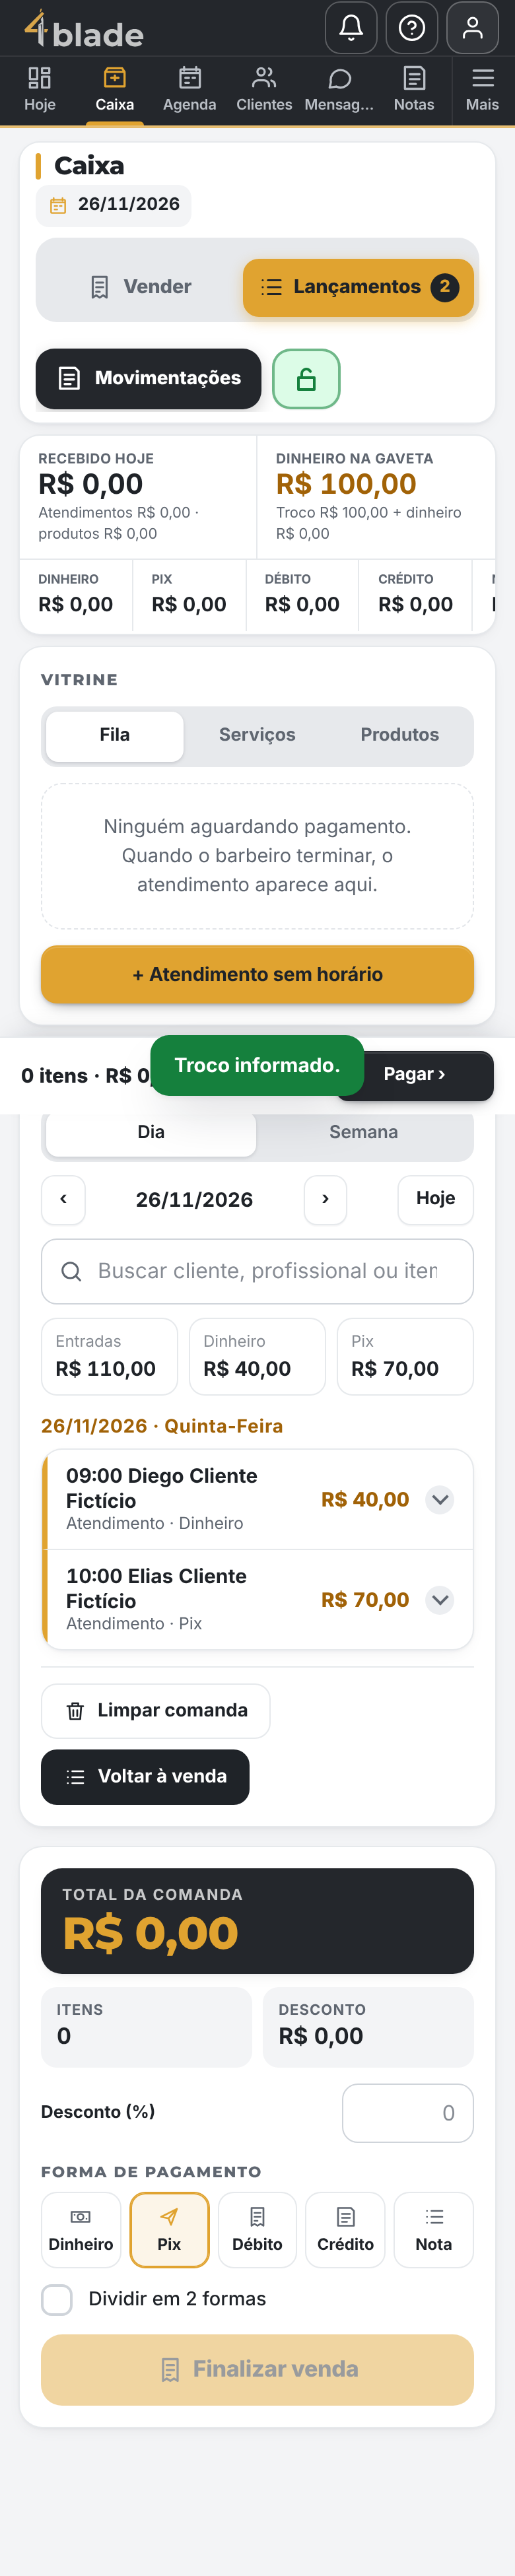 4blade
Hoje
Caixa
Agenda
Clientes
Mensag...
Notas
Mais
Caixa
26/11/2026
Vender
Lançamentos 2
Movimentações
RECEBIDO HOJE
R$ 0,00
Atendimentos R$ 0,00 ·
produtos R$ 0,00
DINHEIRO NA GAVETA
R$ 100,00
Troco R$ 100,00 + dinheiro
R$ 0,00
DINHEIRO
R$ 0,00
PIX
R$ 0,00
DÉBITO
R$ 0,00
CRÉDITO
R$ 0,00
VITRINE
Fila
Serviços
Produtos
Ninguém aguardando pagamento.
Quando o barbeiro terminar, o
atendimento aparece aqui.
+ Atendimento sem horário
0 itens · R$ 0,
Troco informado.
Pagar ›
Dia
Semana
‹
26/11/2026
›
Hoje
Buscar cliente, profissional ou iten
Entradas
R$ 110,00
Dinheiro
R$ 40,00
Pix
R$ 70,00
26/11/2026 · Quinta-Feira
09:00 Diego Cliente
Fictício
Atendimento · Dinheiro
R$ 40,00
10:00 Elias Cliente
Fictício
Atendimento · Pix
R$ 70,00
Limpar comanda
Voltar à venda
TOTAL DA COMANDA
R$ 0,00
ITENS
0
DESCONTO
R$ 0,00
Desconto (%)
0
FORMA DE PAGAMENTO
Dinheiro
Pix
Débito
Crédito
Nota
Dividir em 2 formas
Finalizar venda